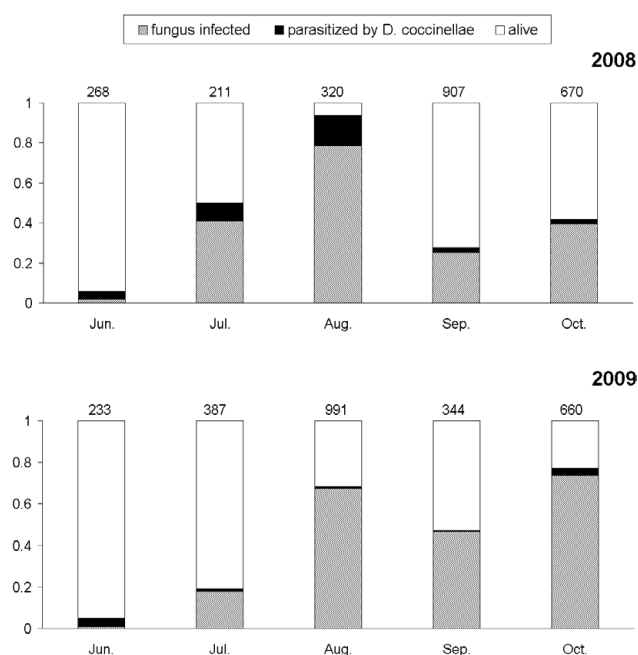 fungus infected parasitized by D. coccinellae alive
2008
268 211 320 907 670
1
0.8
0.6
0.4
0.2
0
Jun. Jul. Aug. Sep. Oct.
2009
233 387 991 344 660
1
0.8
0.6
0.4
0.2
0
Jun. Jul. Aug. Sep. Oct.